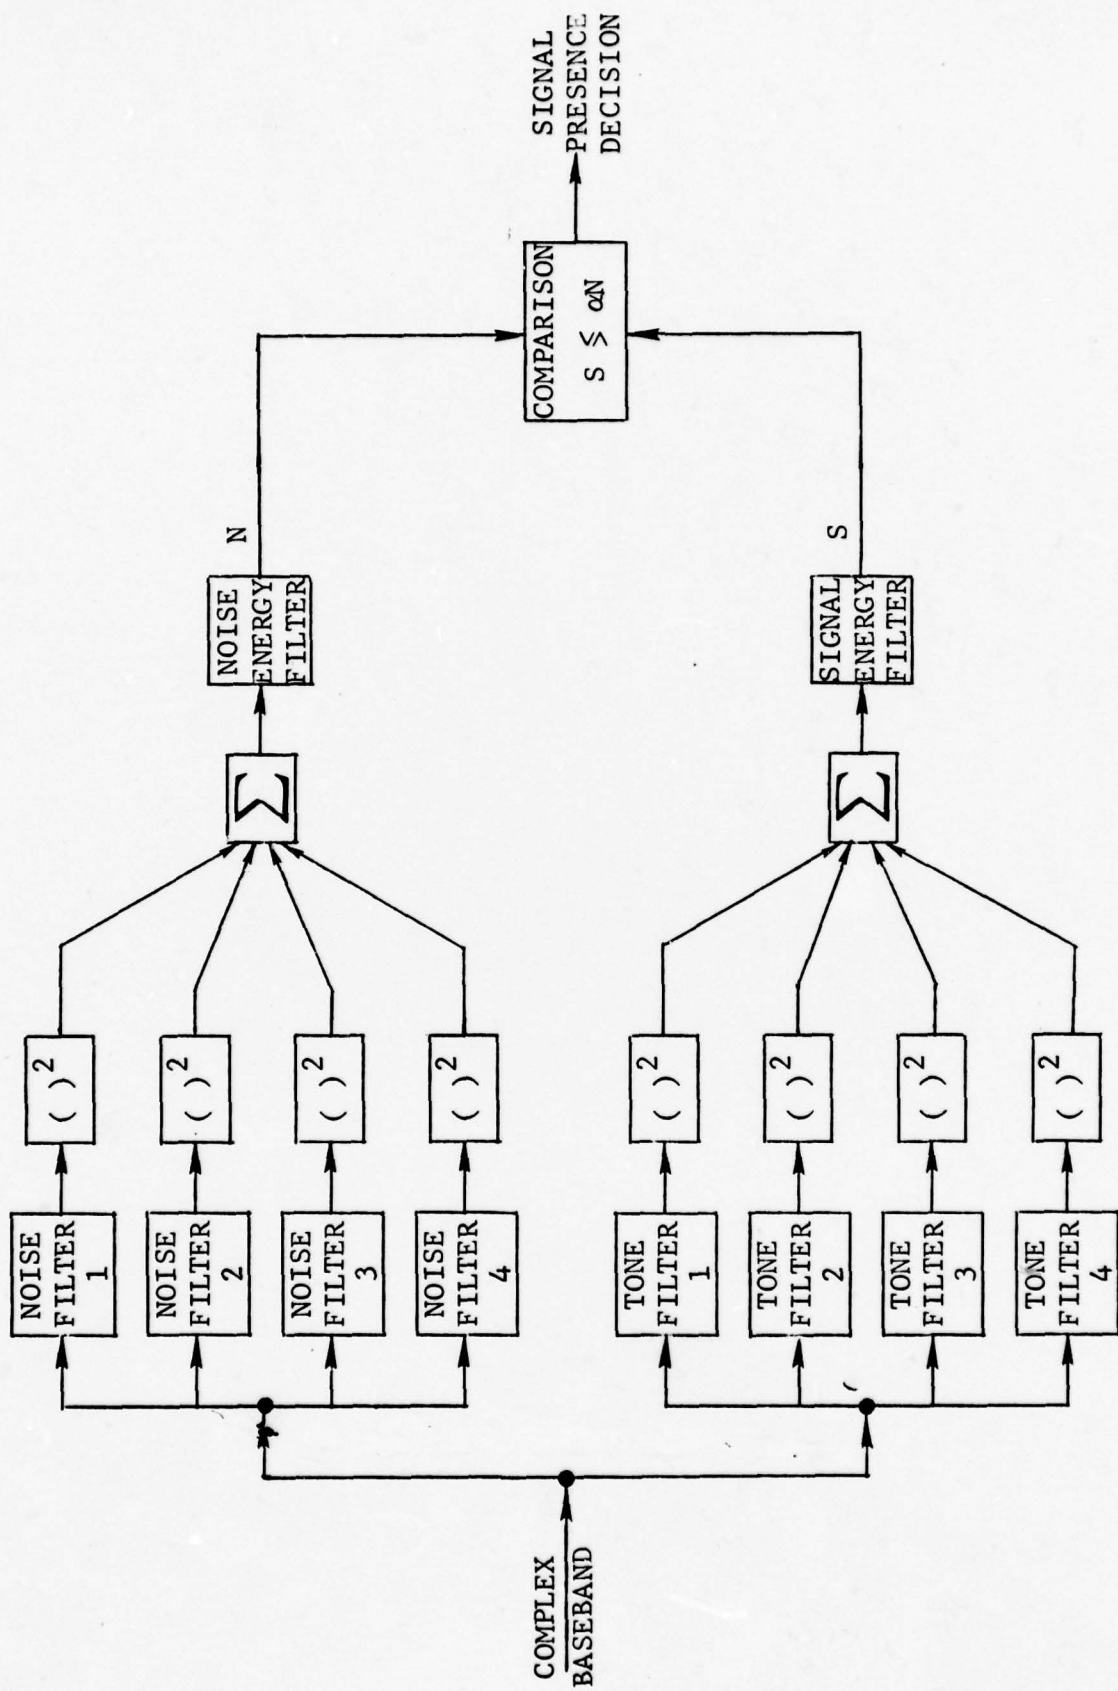 COMPLEX
BASEBAND
NOISE
FILTER
1
( )²
NOISE
FILTER
2
( )²
NOISE
FILTER
3
( )²
NOISE
FILTER
4
( )²
Σ
NOISE
ENERGY
FILTER
N
TONE
FILTER
1
( )²
TONE
FILTER
2
( )²
TONE
FILTER
3
( )²
TONE
FILTER
4
( )²
Σ
SIGNAL
ENERGY
FILTER
S
COMPARISON
S ≶ αN
SIGNAL
PRESENCE
DECISION